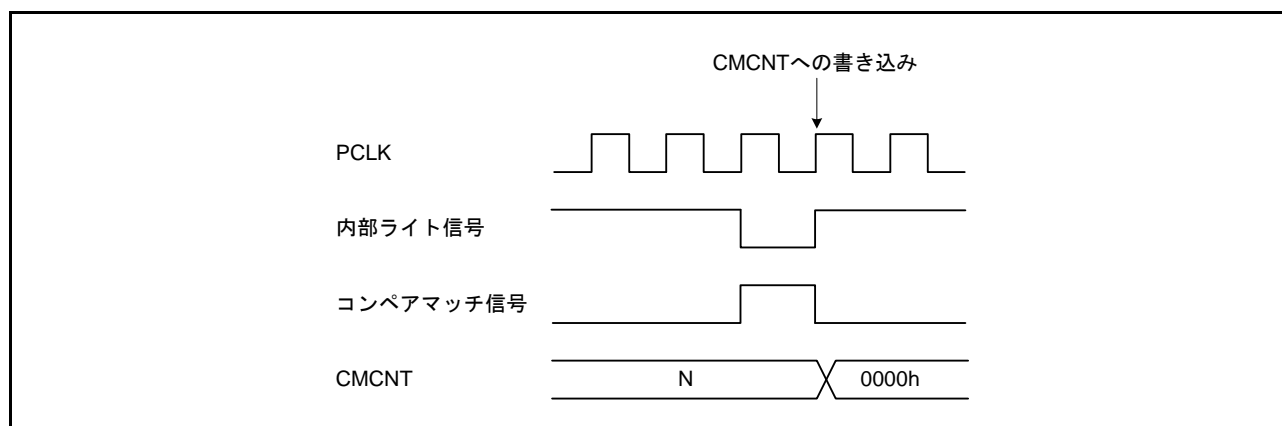 CMCNTへの書き込み
PCLK
内部ライト信号
コンペアマッチ信号
CMCNT
N
0000h